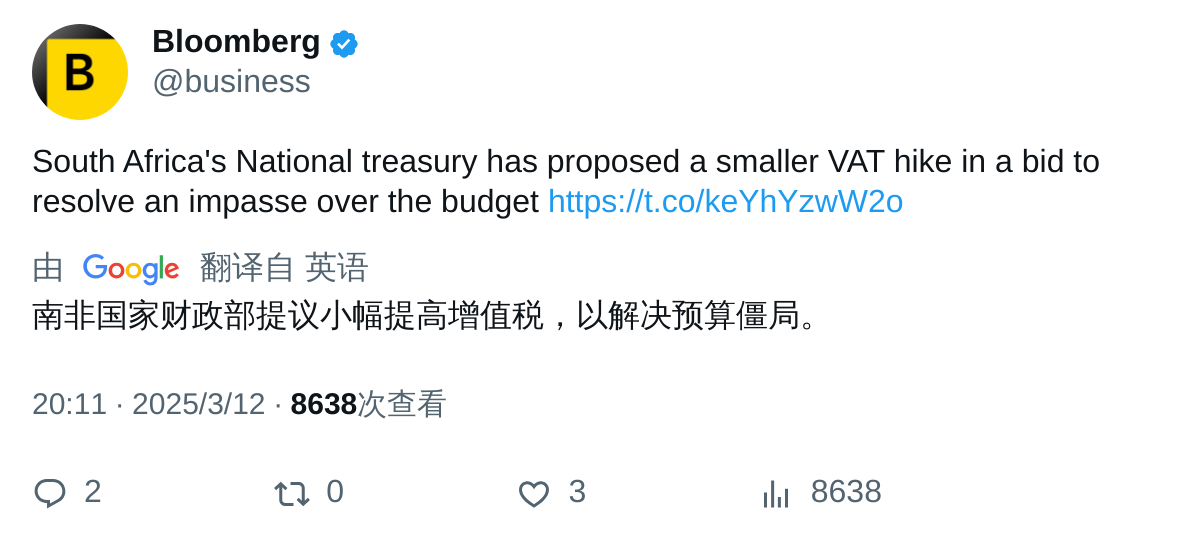 B
Bloomberg
@business
South Africa's National treasury has proposed a smaller VAT hike in a bid to
resolve an impasse over the budget https://t.co/keYhYzwW2o
由 Google 翻译自 英语
南非国家财政部提议小幅提高增值税，以解决预算僵局。
20:11 · 2025/3/12 · 8638次查看
2 0 3 8638